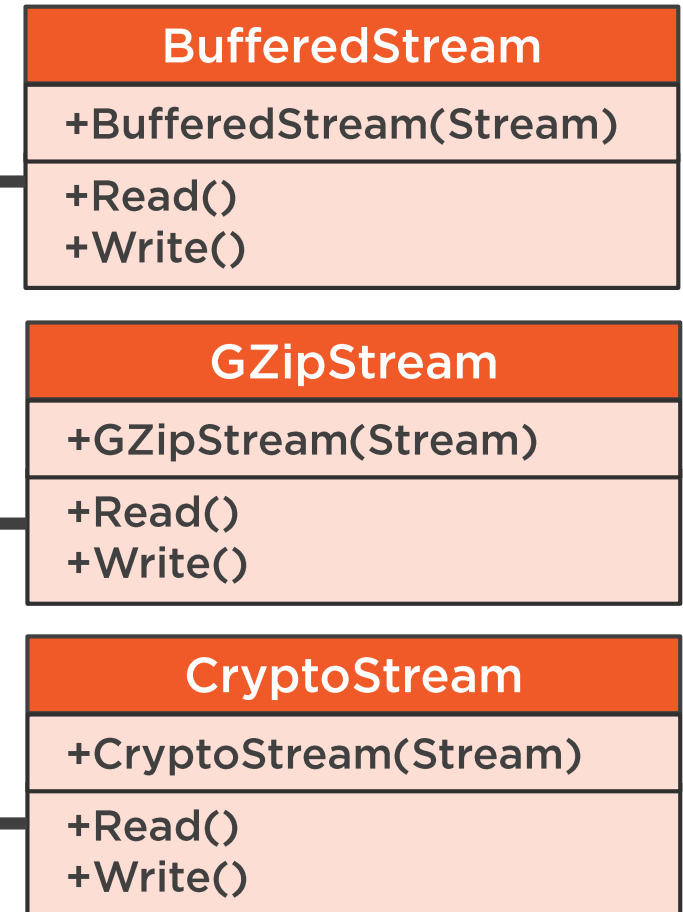 BufferedStream
+BufferedStream(Stream)
+Read()
+Write()
GZipStream
+GZipStream(Stream)
+Read()
+Write()
CryptoStream
+CryptoStream(Stream)
+Read()
+Write()